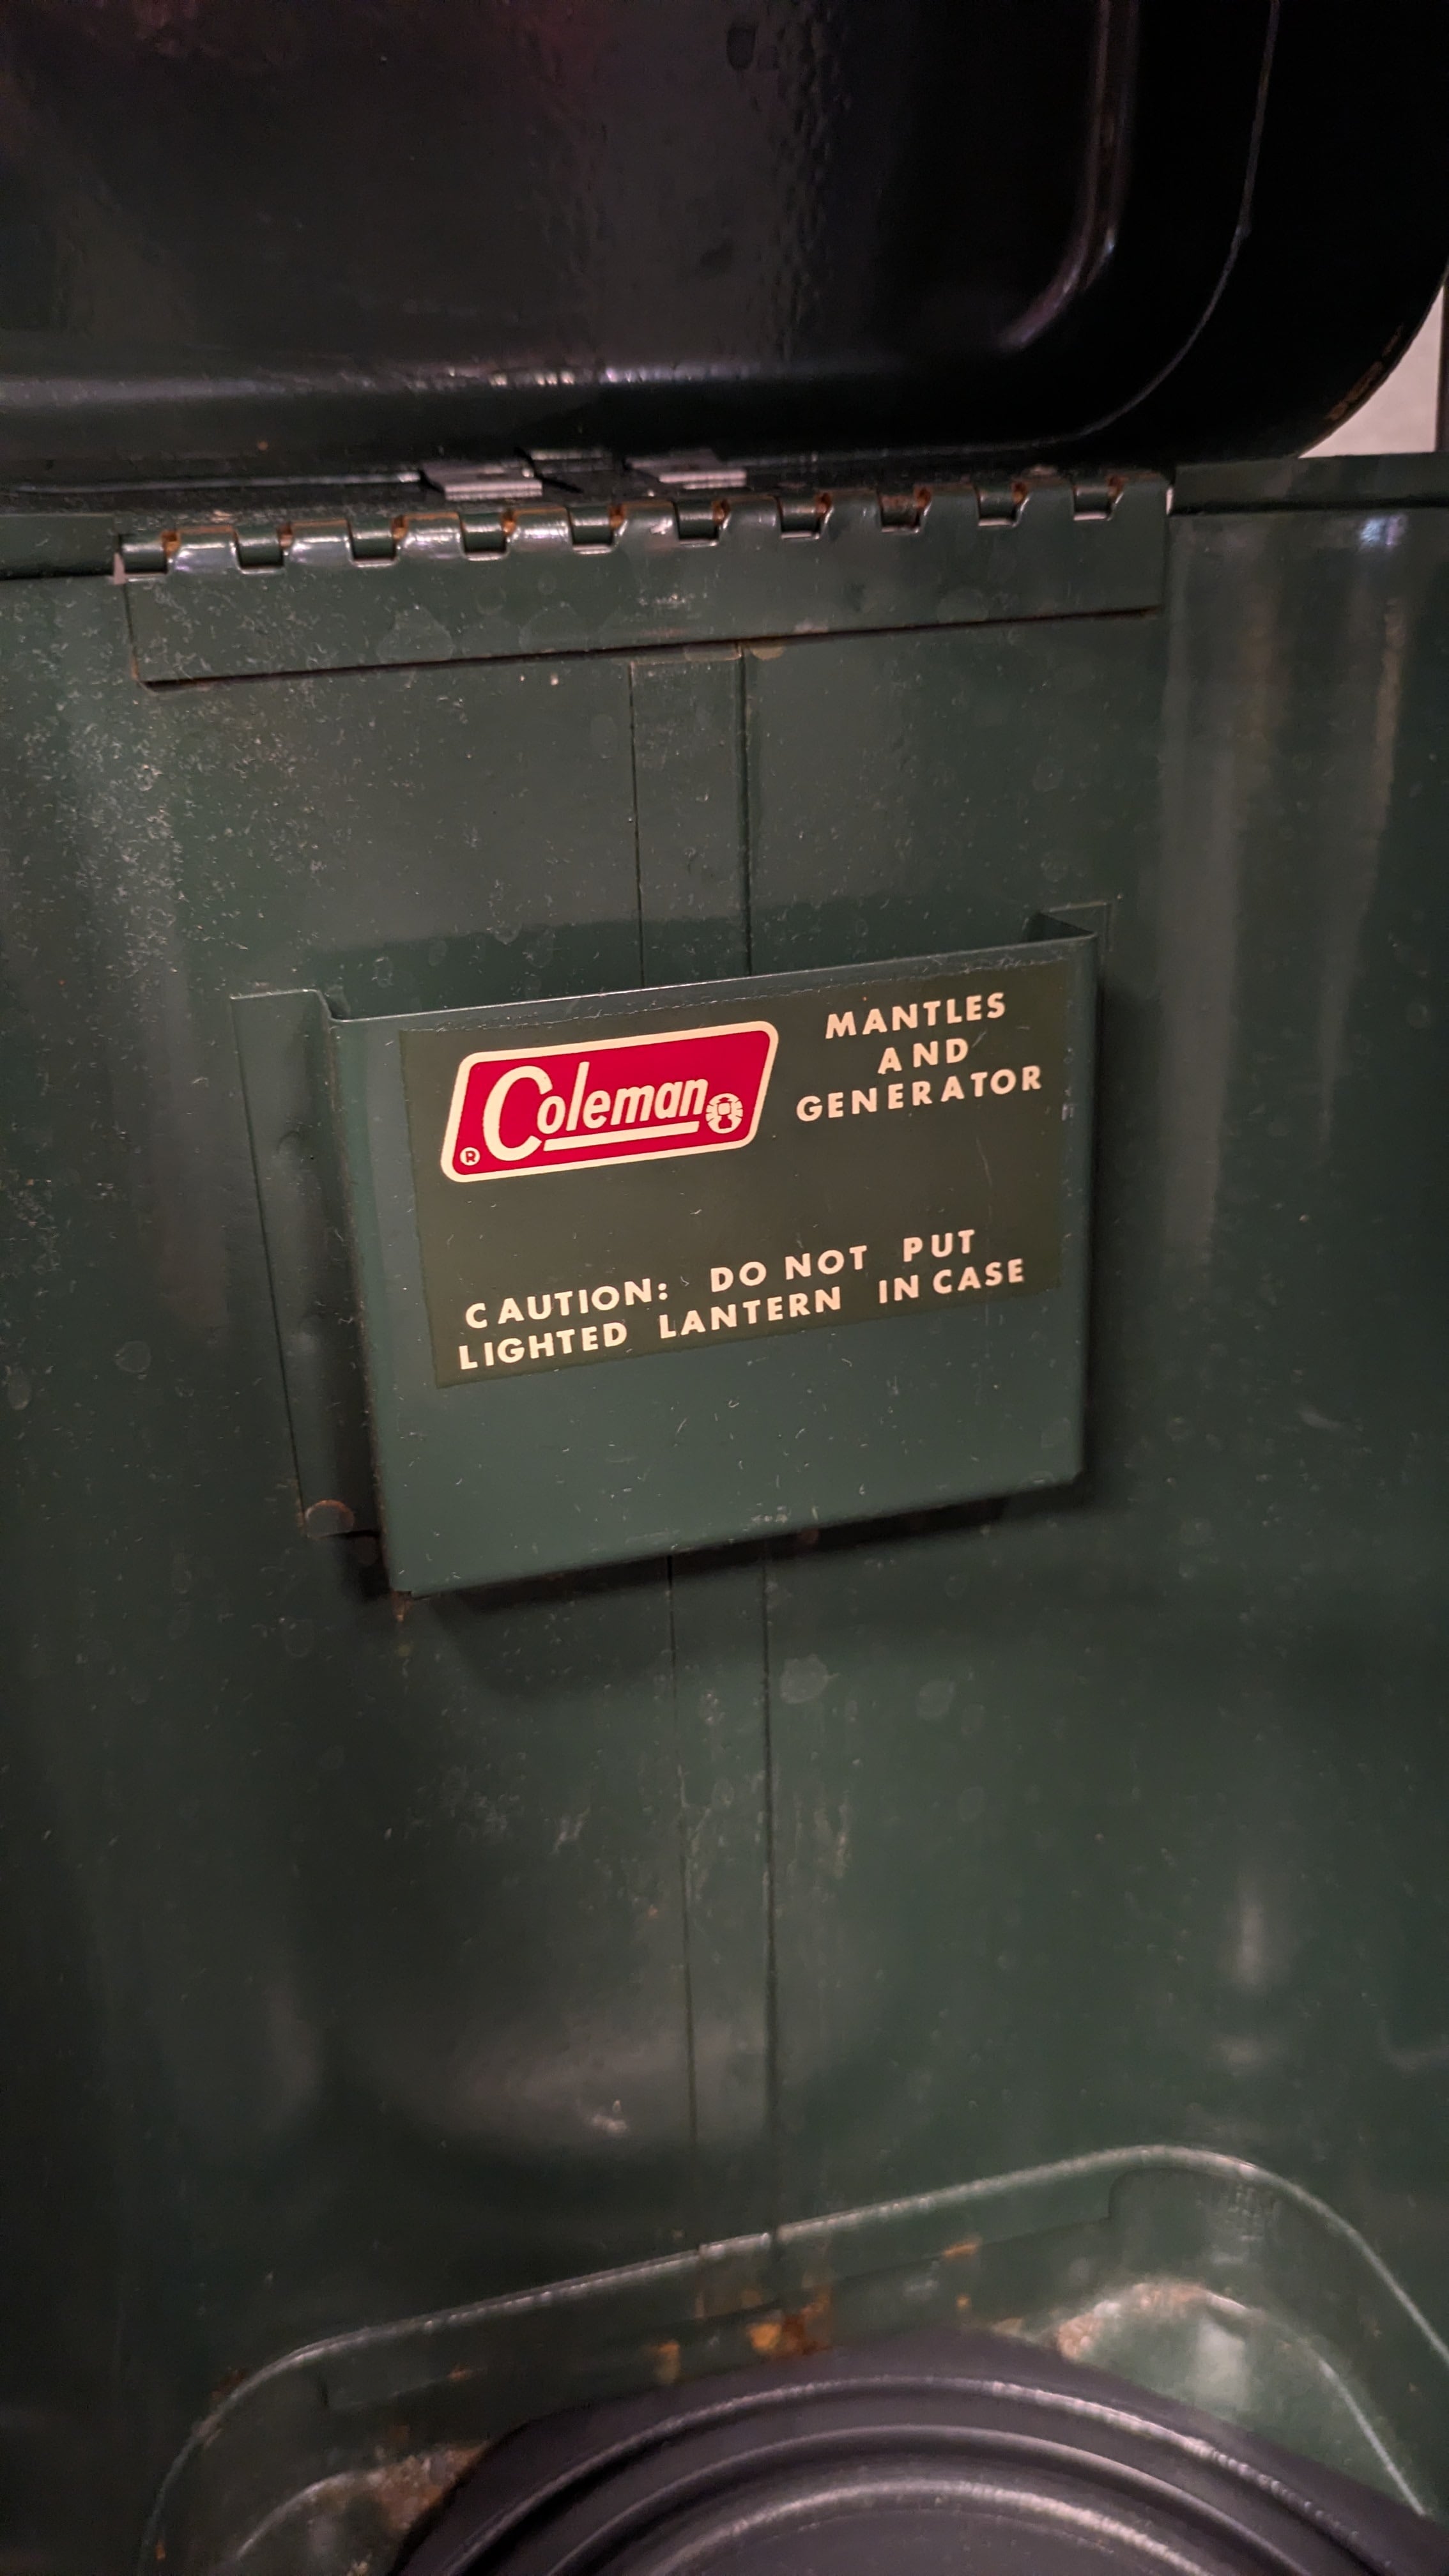 Coleman
®
MANTLES
AND
GENERATOR
CAUTION: DO NOT PUT
LIGHTED LANTERN IN CASE